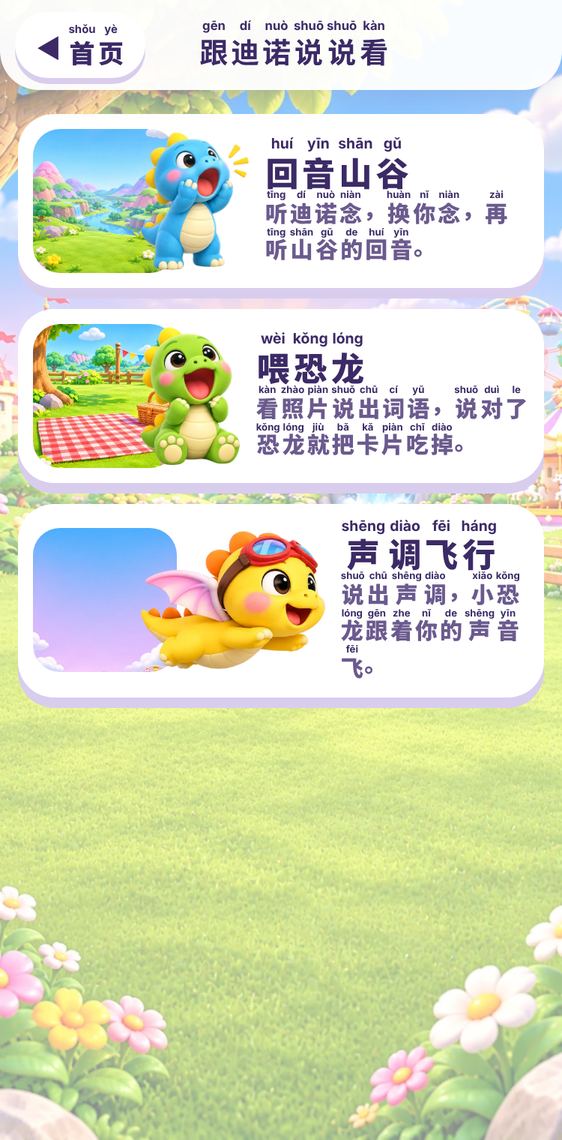 shǒu yè
首页
gēn dí nuò shuō shuō kàn
跟迪诺说说看
huí yīn shān gǔ
回音山谷
tīng dí nuò niàn huàn nǐ niàn zài
听迪诺念，换你念，再
tīng shān gǔ de huí yīn
听山谷的回音。
wèi kǒng lóng
喂恐龙
kàn zhào piàn shuō chū cí yǔ shuō duì le
看照片说出词语，说对了
kǒng lóng jiù bǎ kǎ piàn chī diào
恐龙就把卡片吃掉。
shēng diào fēi háng
声调飞行
shuō chū shēng diào xiǎo kǒng
说出声调，小恐
lóng gēn zhe nǐ de shēng yīn
龙跟着你的声音
fēi
飞。